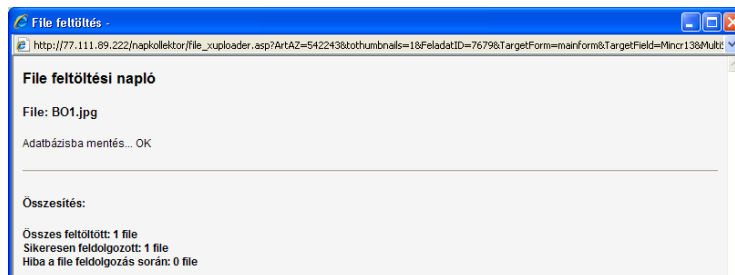 File feltöltés -
http://77.111.89.222/napkollektor/file_xuploader.asp?ArtAZ=542243&tothumbnails=1&FeladatID=7679&TargetForm=mainform&TargetField=Mincr13&Multi
File feltöltési napló
File: BO1.jpg
Adatbázisba mentés... OK
Összesítés:
Összes feltöltött: 1 file
Sikeresen feldolgozott: 1 file
Hiba a file feldolgozás során: 0 file